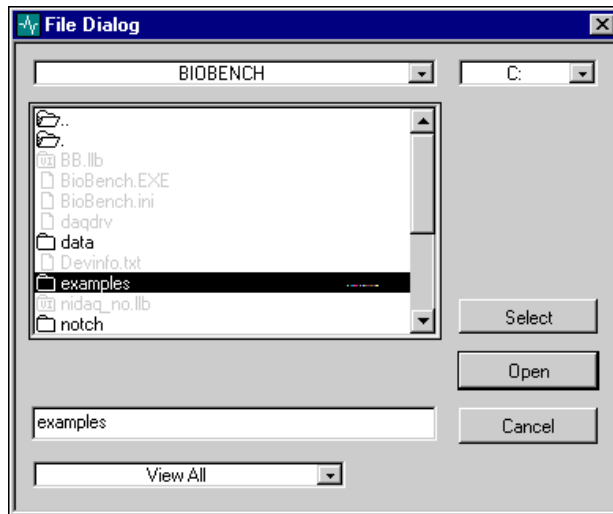 File Dialog
BIOBENCH
C:
..
.
BB.llb
BioBench.EXE
BioBench.ini
daqdrv
data
Devinfo.txt
examples
nidaq_no.llb
notch
Select
Open
examples
Cancel
View All